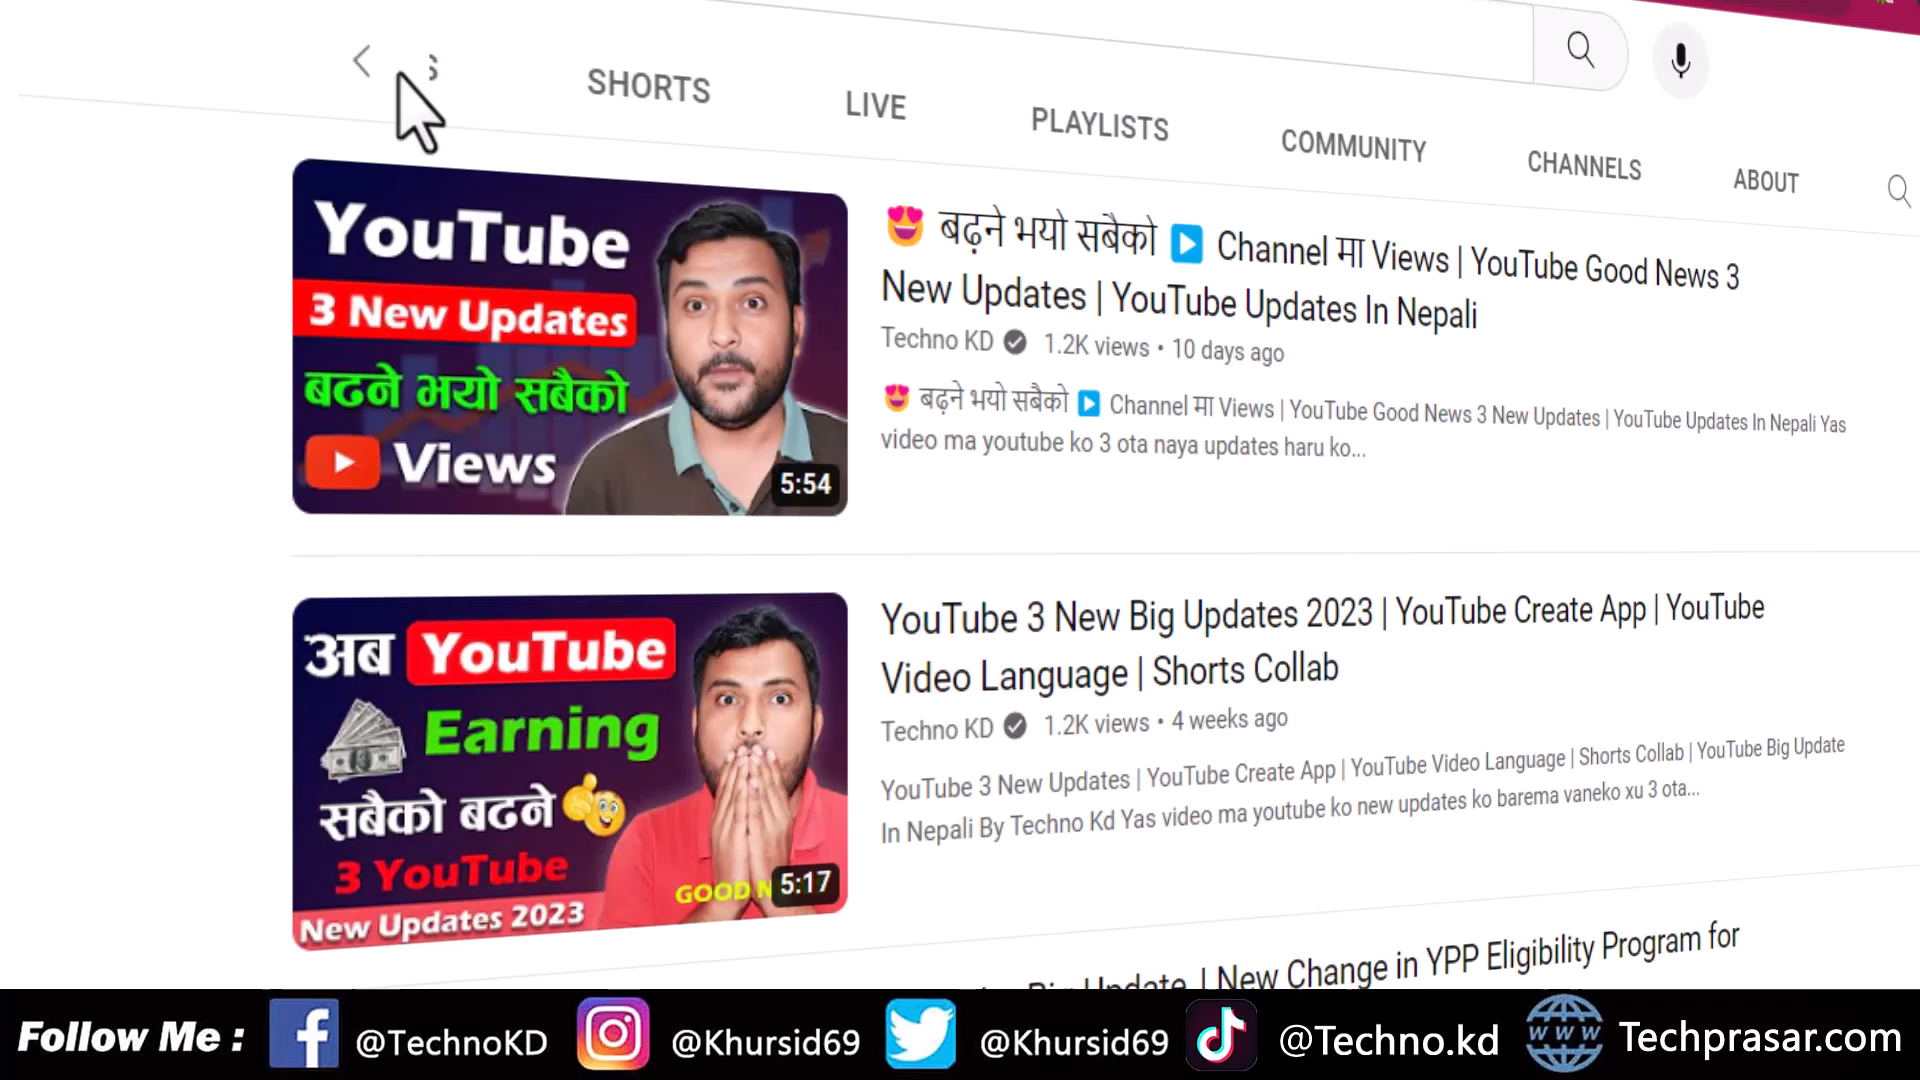 SHORTS
LIVE
PLAYLISTS
COMMUNITY
CHANNELS
ABOUT
YouTube
3 New Updates
बढने भयो सबैको
Views
5:54
😍 बढ़ने भयो सबैको ▶️ Channel मा Views | YouTube Good News 3
New Updates | YouTube Updates In Nepali
Techno KD 1.2K views • 10 days ago
😍 बढ़ने भयो सबैको ▶️ Channel मा Views | YouTube Good News 3 New Updates | YouTube Updates In Nepali Yas
video ma youtube ko 3 ota naya updates haru ko...
अब YouTube
Earning
सबैको बढने
3 YouTube
New Updates 2023
GOOD N
5:17
YouTube 3 New Big Updates 2023 | YouTube Create App | YouTube
Video Language | Shorts Collab
Techno KD 1.2K views • 4 weeks ago
YouTube 3 New Updates | YouTube Create App | YouTube Video Language | Shorts Collab | YouTube Big Update
In Nepali By Techno Kd Yas video ma youtube ko new updates ko barema vaneko xu 3 ota...
Big Update | New Change in YPP Eligibility Program for
Follow Me : @TechnoKD @Khursid69 @Khursid69 @Techno.kd www Techprasar.com